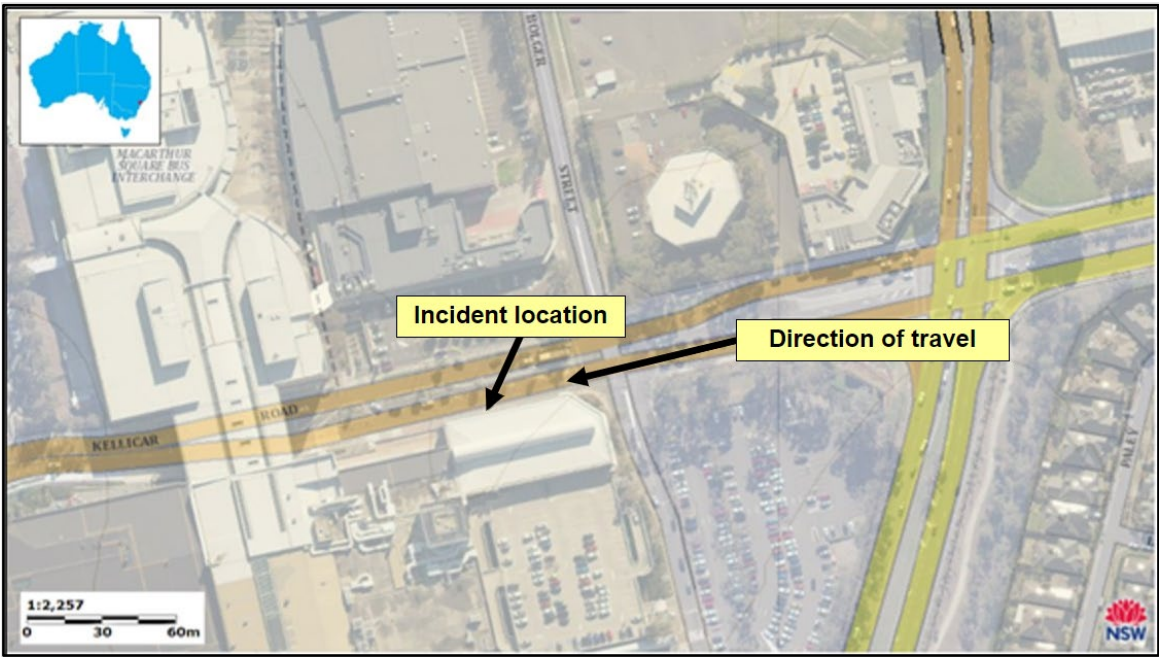 MACARTHUR
SQUARE BUS
INTERCHANGE
BOLGER
STREET
Incident location
Direction of travel
KELLICAR
ROAD
PALEY
1:2,257
0 30 60m
NSW